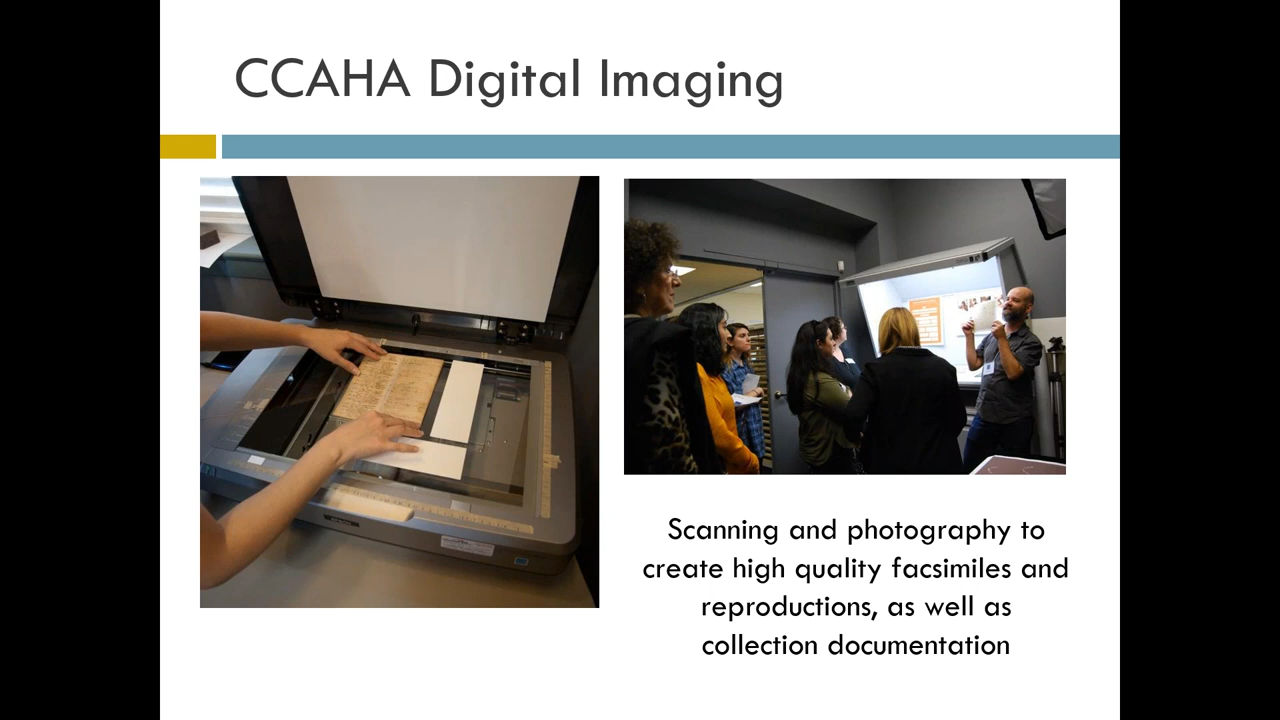 CCAHA Digital Imaging
Scanning and photography to
create high quality facsimiles and
reproductions, as well as
collection documentation